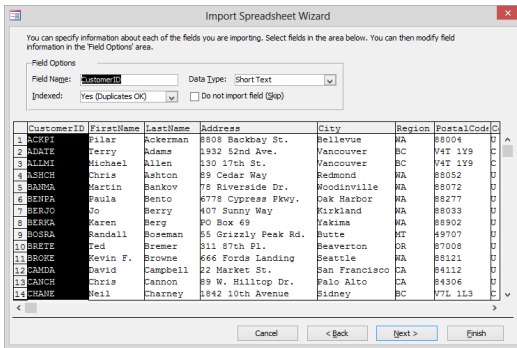 Import Spreadsheet Wizard
You can specify information about each of the fields you are importing. Select fields in the area below. You can then modify field
information in the 'Field Options' area.
Field Options
Field Name: CustomerID Data Type: Short Text
Indexed: Yes (Duplicates OK) Do not import field (Skip)
CustomerID FirstName LastName Address City Region PostalCode
1 ACKPI Pilar Ackerman 8808 Backbay St. Bellevue WA 88004 U
2 ADATE Terry Adams 1932 52nd Ave. Vancouver BC V4T 1Y9 C
3 ALLMI Michael Allen 130 17th St. Vancouver BC V4T 1Y9 C
4 ASHCH Chris Ashton 89 Cedar Way Redmond WA 88052 U
5 BANMA Martin Bankov 78 Riverside Dr. Woodinville WA 88072 U
6 BENPA Paula Bento 6778 Cypress Pkwy. Oak Harbor WA 88277 U
7 BERJO Jo Berry 407 Sunny Way Kirkland WA 88033 U
8 BERKA Karen Berg PO Box 69 Yakima WA 88902 U
9 BOSRA Randall Boseman 55 Grizzly Peak Rd. Butte MT 49707 U
10 BRETE Ted Bremer 311 87th Pl. Beaverton OR 87008 U
11 BROKE Kevin F. Browne 666 Fords Landing Seattle WA 88121 U
12 CAMDA David Campbell 22 Market St. San Francisco CA 84112 U
13 CANCH Chris Cannon 89 W. Hilltop Dr. Palo Alto CA 84306 U
14 CHANE Neil Charney 1842 10th Avenue Sidney BC V7L 1L3 C
Cancel < Back Next > Finish